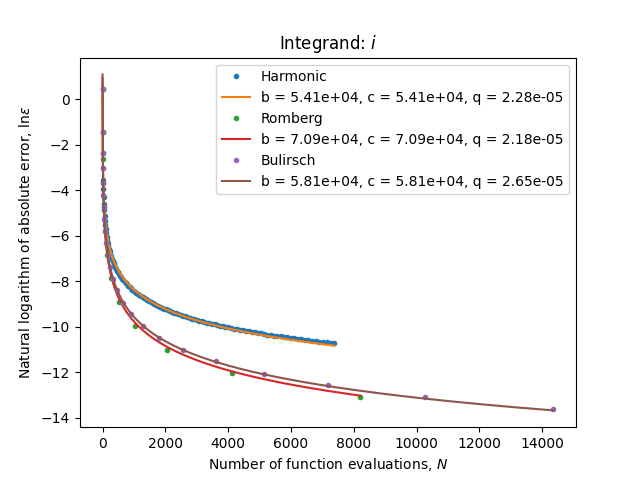 Integrand: i
Natural logarithm of absolute error, lnε
0
−2
−4
−6
−8
−10
−12
−14
Harmonic
b = 5.41e+04, c = 5.41e+04, q = 2.28e-05
Romberg
b = 7.09e+04, c = 7.09e+04, q = 2.18e-05
Bulirsch
b = 5.81e+04, c = 5.81e+04, q = 2.65e-05
0 2000 4000 6000 8000 10000 12000 14000
Number of function evaluations, N